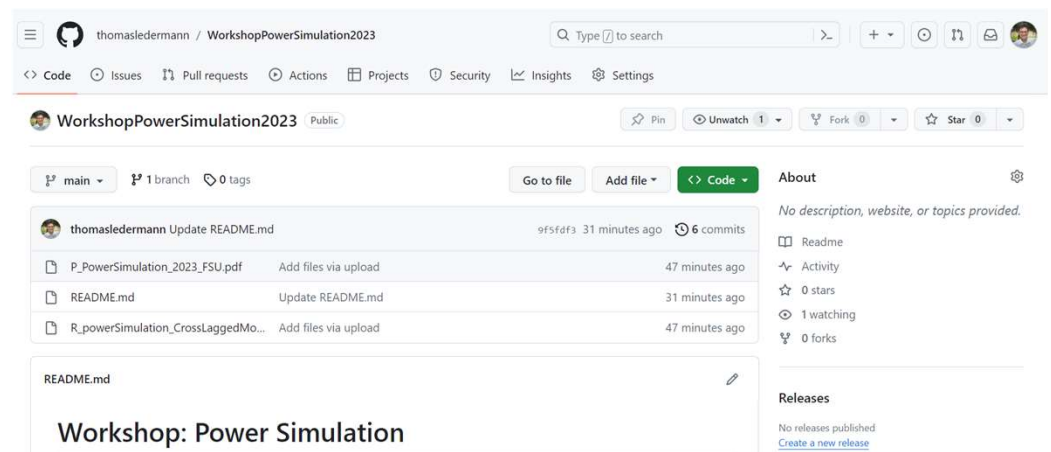 thomasledermann / WorkshopPowerSimulation2023
Type / to search
Code Issues Pull requests Actions Projects Security Insights Settings
WorkshopPowerSimulation2023 Public
Pin Unwatch 1 Fork 0 Star 0
main 1 branch 0 tags Go to file Add file Code
thomasledermann Update README.md 9f5fdf3 31 minutes ago 6 commits
P_PowerSimulation_2023_FSU.pdf Add files via upload 47 minutes ago
README.md Update README.md 31 minutes ago
R_powerSimulation_CrossLaggedMo... Add files via upload 47 minutes ago
README.md
Workshop: Power Simulation
About
No description, website, or topics provided.
Readme
Activity
0 stars
1 watching
0 forks
Releases
No releases published
Create a new release